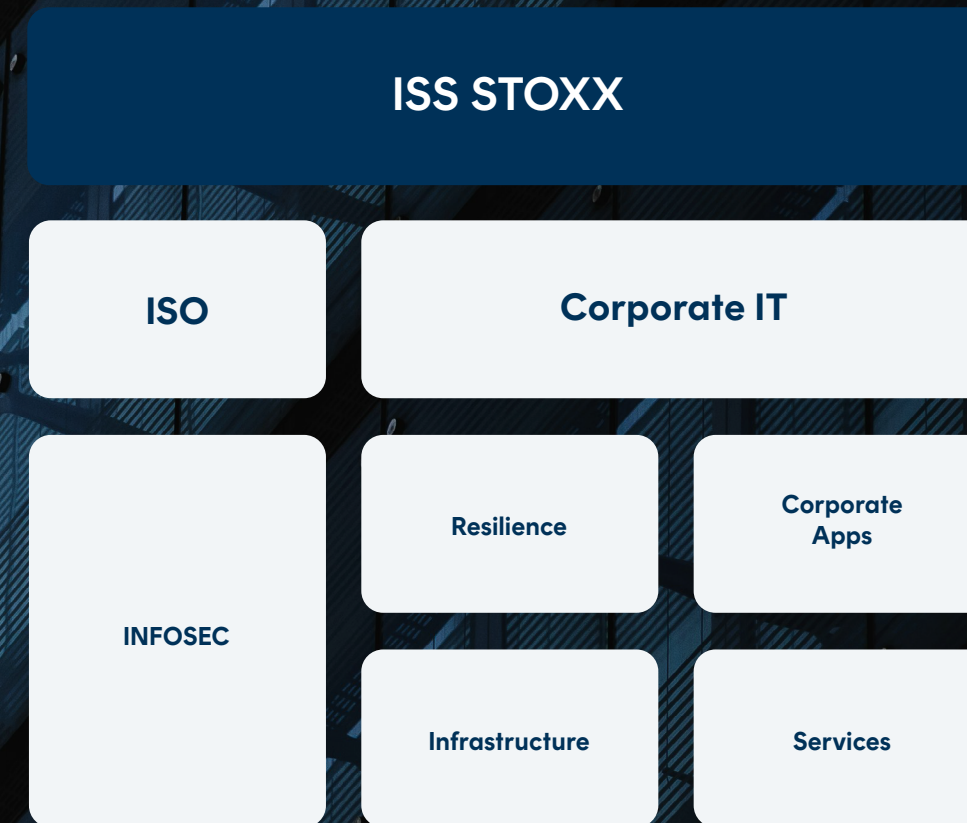 ISS STOXX
ISO
Corporate IT
INFOSEC
Resilience
Corporate
Apps
Infrastructure
Services